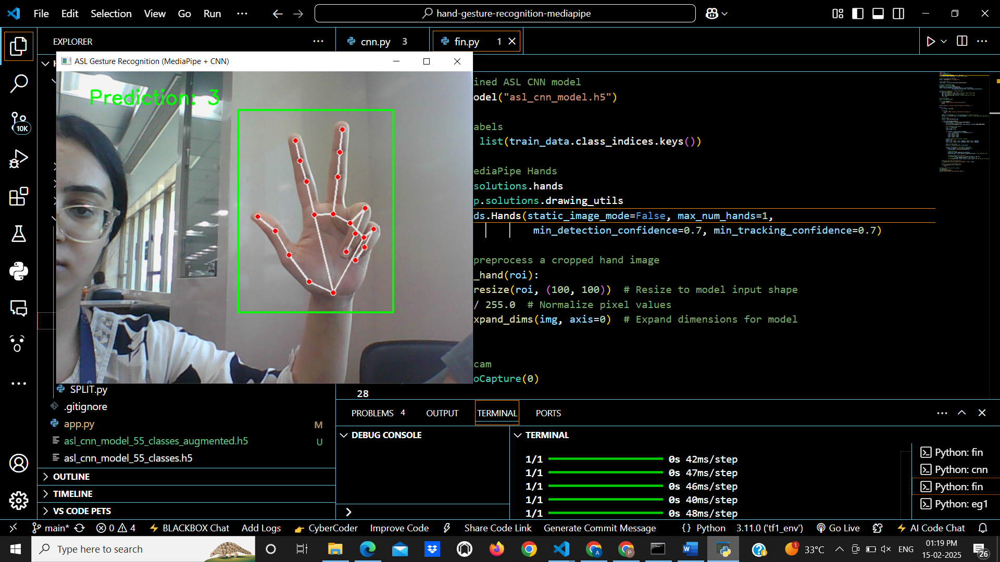 File Edit Selection View Go Run
hand-gesture-recognition-mediapipe
EXPLORER
cnn.py 3
fin.py 1
ASL Gesture Recognition (MediaPipe + CNN)
Prediction: 3
ined ASL CNN model
odel("asl_cnn_model.h5")
abels
list(train_data.class_indices.keys())
ediaPipe Hands
solutions.hands
p.solutions.drawing_utils
ds.Hands(static_image_mode=False, max_num_hands=1,
min_detection_confidence=0.7, min_tracking_confidence=0.7)
preprocess a cropped hand image
_hand(roi):
resize(roi, (100, 100)) # Resize to model input shape
/ 255.0 # Normalize pixel values
xpand_dims(img, axis=0) # Expand dimensions for model
cam
oCapture(0)
28
10K
SPLIT.py
.gitignore
app.py M
asl_cnn_model_55_classes_augmented.h5 U
asl_cnn_model_55_classes.h5
OUTLINE
TIMELINE
VS CODE PETS
PROBLEMS 4 OUTPUT TERMINAL PORTS
DEBUG CONSOLE
TERMINAL
1/1 0s 42ms/step
1/1 0s 47ms/step
1/1 0s 46ms/step
1/1 0s 40ms/step
1/1 0s 48ms/step
Python: fin
Python: cnn
Python: fin
Python: eg1
main* 0 4 BLACKBOX Chat Add Logs CyberCoder Improve Code Share Code Link Generate Commit Message {} Python 3.11.0 ('tf1_env') Go Live AI Code Chat
Type here to search
33°C ENG
01:19 PM
15-02-2025
26